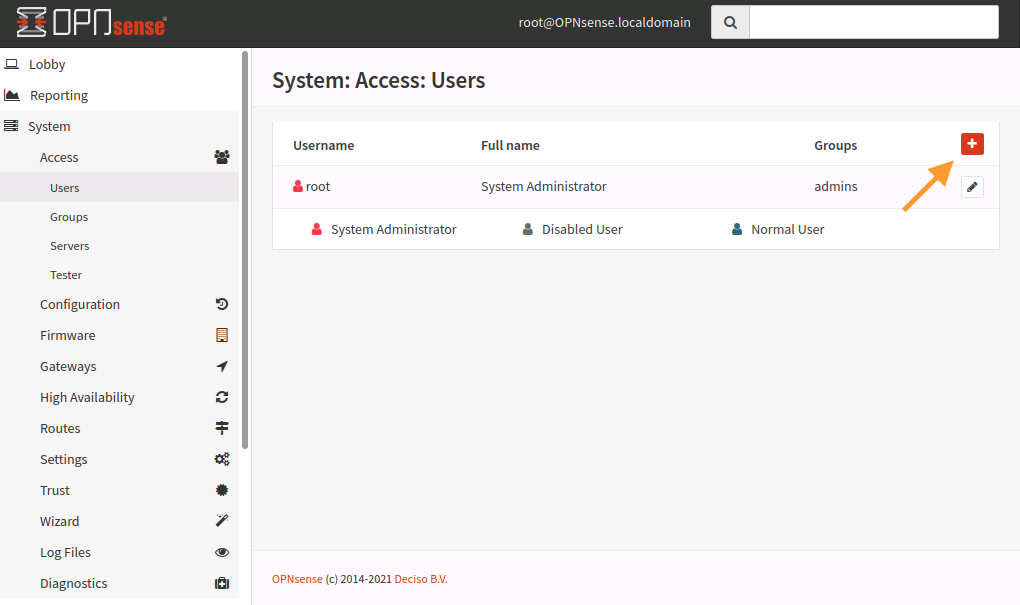 OPNsense®
root@OPNsense.localdomain
Lobby
Reporting
System
Access
Users
Groups
Servers
Tester
Configuration
Firmware
Gateways
High Availability
Routes
Settings
Trust
Wizard
Log Files
Diagnostics
System: Access: Users
Username Full name Groups
root System Administrator admins
System Administrator Disabled User Normal User
OPNsense (c) 2014-2021 Deciso B.V.